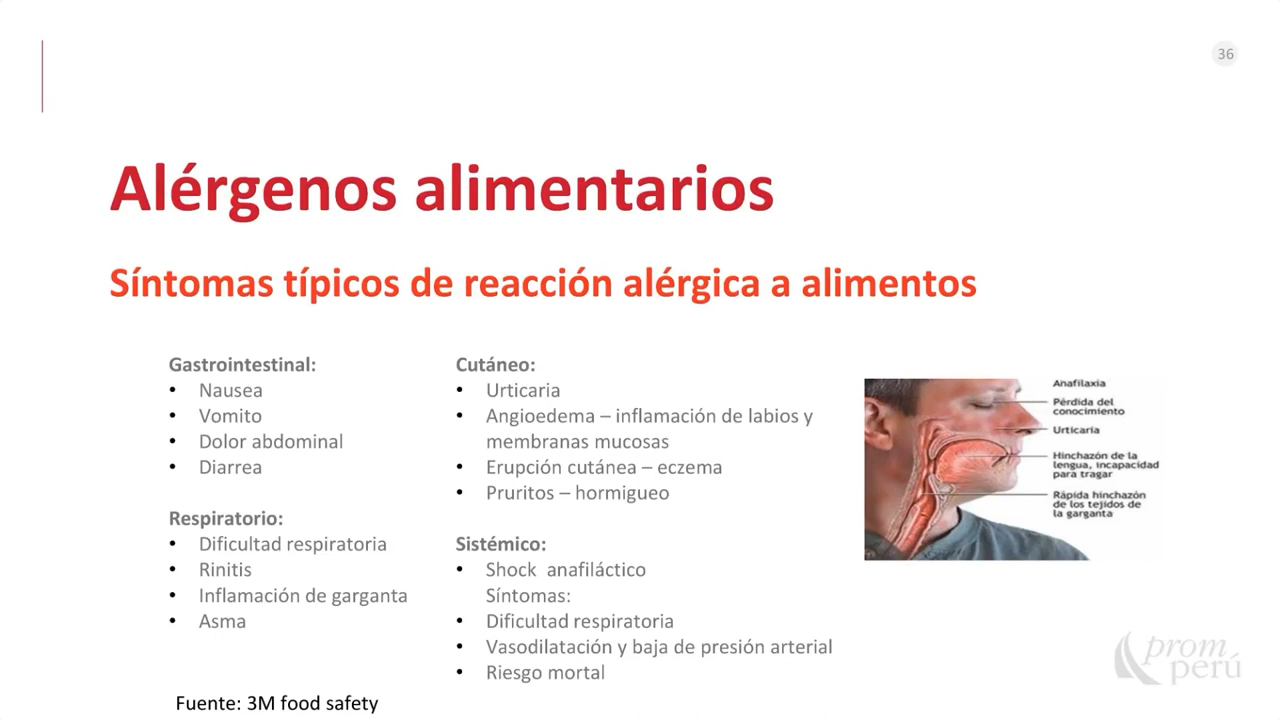 36
Alérgenos alimentarios
Síntomas típicos de reacción alérgica a alimentos
Gastrointestinal:
• Nausea
• Vomito
• Dolor abdominal
• Diarrea
Respiratorio:
• Dificultad respiratoria
• Rinitis
• Inflamación de garganta
• Asma
Cutáneo:
• Urticaria
• Angioedema – inflamación de labios y
membranas mucosas
• Erupción cutánea – eczema
• Pruritos – hormigueo
Sistémico:
• Shock anafiláctico
Síntomas:
• Dificultad respiratoria
• Vasodilatación y baja de presión arterial
• Riesgo mortal
Anafilaxia
Pérdida del
conocimiento
Urticaria
Hinchazón de la
lengua, incapacidad
para tragar
Rápida hinchazón
de los tejidos de
la garganta
Fuente: 3M food safety
prom
perú